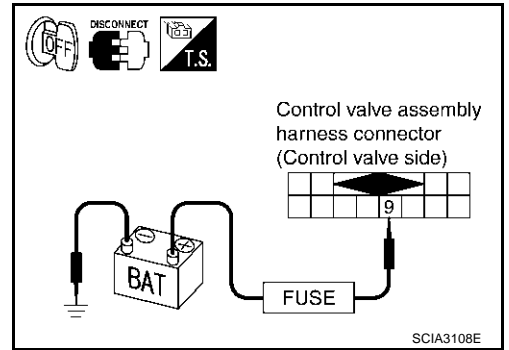 OFF
DISCONNECT
T.S.
Control valve assembly
harness connector
(Control valve side)
9
BAT
FUSE
SCIA3108E